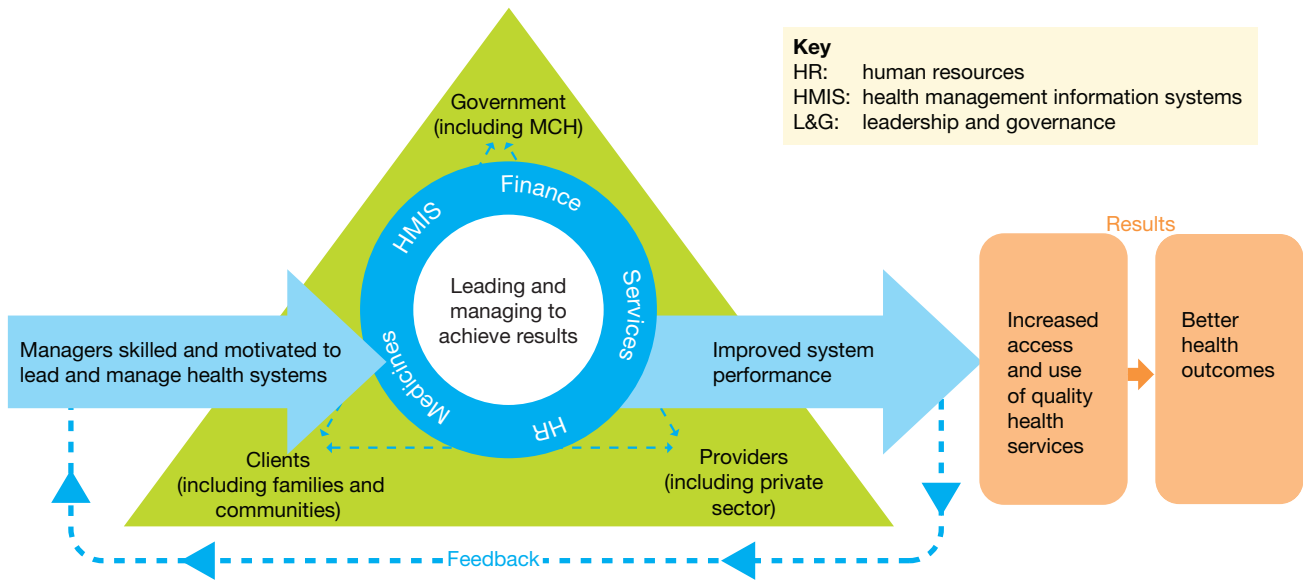 Key
HR: human resources
HMIS: health management information systems
L&G: leadership and governance
Government
(including MCH)
Finance
HMIS
Services
Medicines
HR
Leading and
managing to
achieve results
Managers skilled and motivated to
lead and manage health systems
Improved system
performance
Clients
(including families and
communities)
Providers
(including private
sector)
Feedback
Results
Increased
access
and use
of quality
health
services
Better
health
outcomes